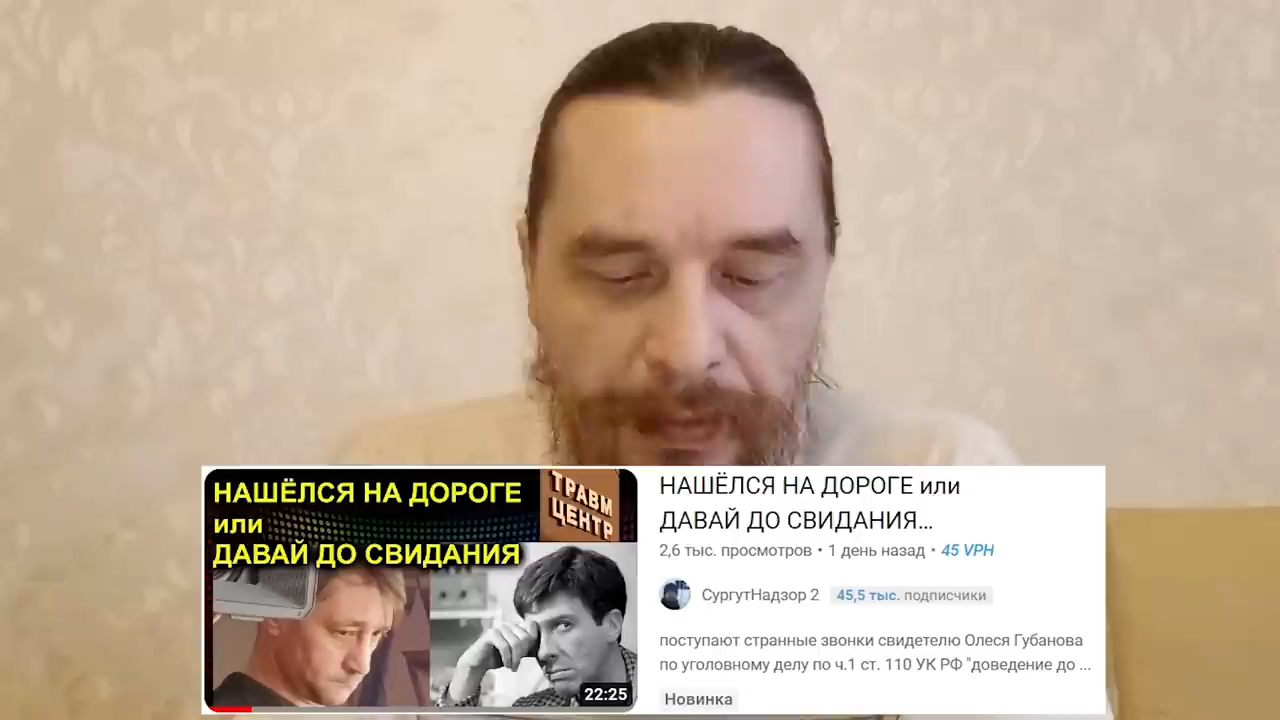 НАШЁЛСЯ НА ДОРОГЕ
или
ДАВАЙ ДО СВИДАНИЯ
ТРАВМ
ЦЕНТР
22:25
НАШЁЛСЯ НА ДОРОГЕ или
ДАВАЙ ДО СВИДАНИЯ...
2,6 тыс. просмотров • 1 день назад • 45 VPH
СургутНадзор 2 45,5 тыс. подписчики
поступают странные звонки свидетелю Олеся Губанова
по уголовному делу по ч.1 ст. 110 УК РФ "доведение до ...
Новинка